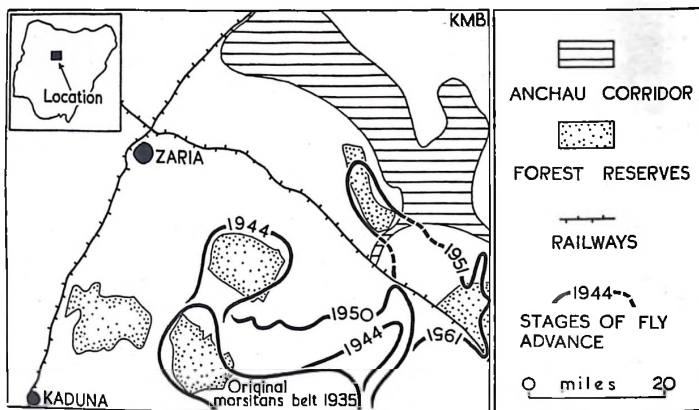 KMB
Location
ZARIA
1944
1951
1950
1944
1951
Original
morsitans belt 1935
KADUNA
ANCHAU CORRIDOR
FOREST RESERVES
RAILWAYS
1944
STAGES OF FLY
ADVANCE
0 miles 20